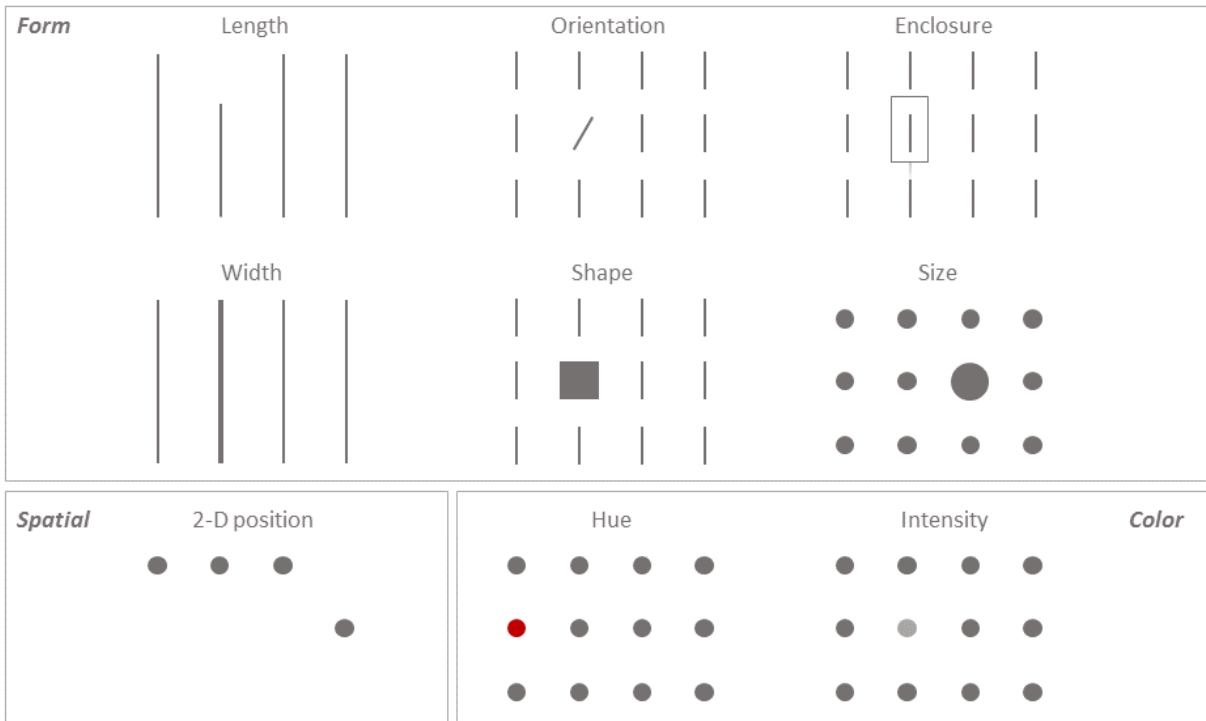 Form
Length
Orientation
Enclosure
Width
Shape
Size
Spatial
2-D position
Hue
Intensity
Color